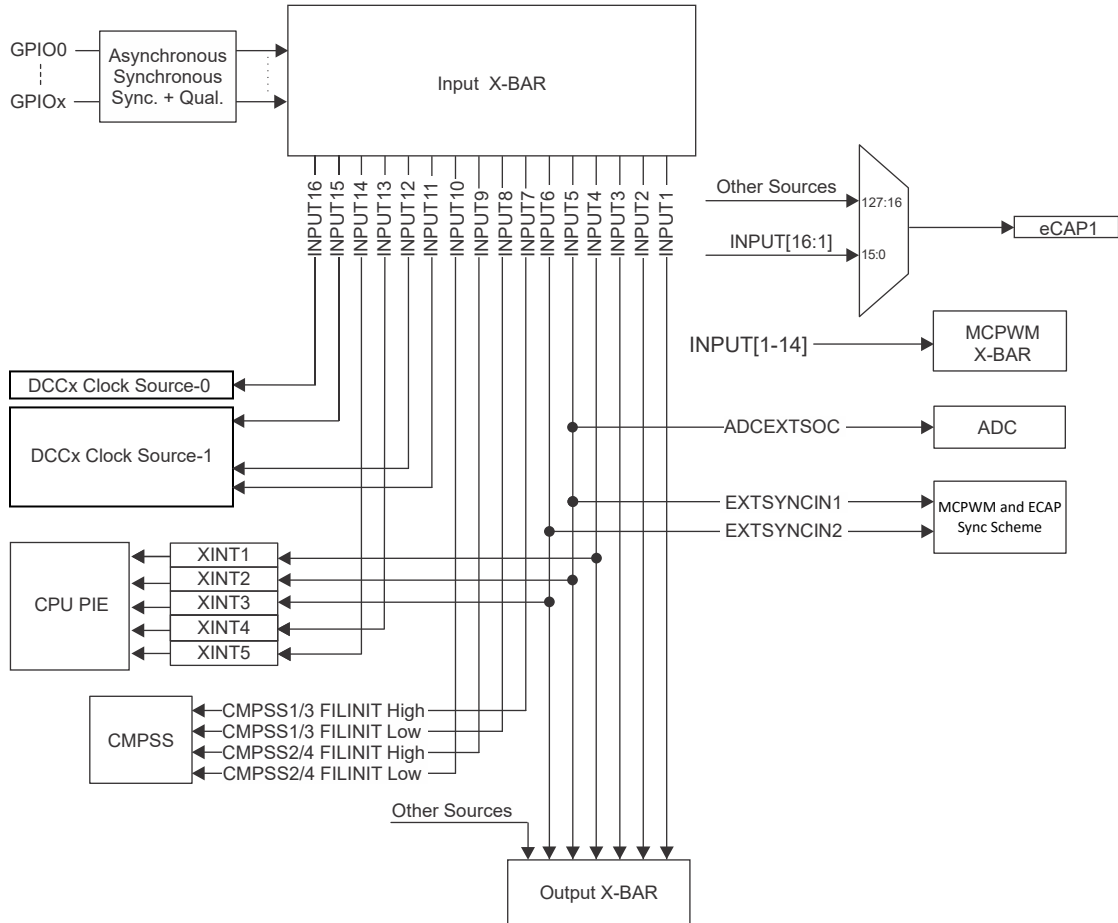 GPIO0
GPIOx
Asynchronous
Synchronous
Sync. + Qual.
Input X-BAR
INPUT16
INPUT15
INPUT14
INPUT13
INPUT12
INPUT11
INPUT10
INPUT9
INPUT8
INPUT7
INPUT6
INPUT5
INPUT4
INPUT3
INPUT2
INPUT1
Other Sources
127:16
INPUT[16:1]
15:0
eCAP1
INPUT[1-14]
MCPWM
X-BAR
DCCx Clock Source-0
DCCx Clock Source-1
ADCEXTSOC
ADC
EXTSYNCIN1
EXTSYNCIN2
MCPWM and ECAP
Sync Scheme
CPU PIE
XINT1
XINT2
XINT3
XINT4
XINT5
CMPSS
CMPSS1/3 FILINIT High
CMPSS1/3 FILINIT Low
CMPSS2/4 FILINIT High
CMPSS2/4 FILINIT Low
Other Sources
Output X-BAR